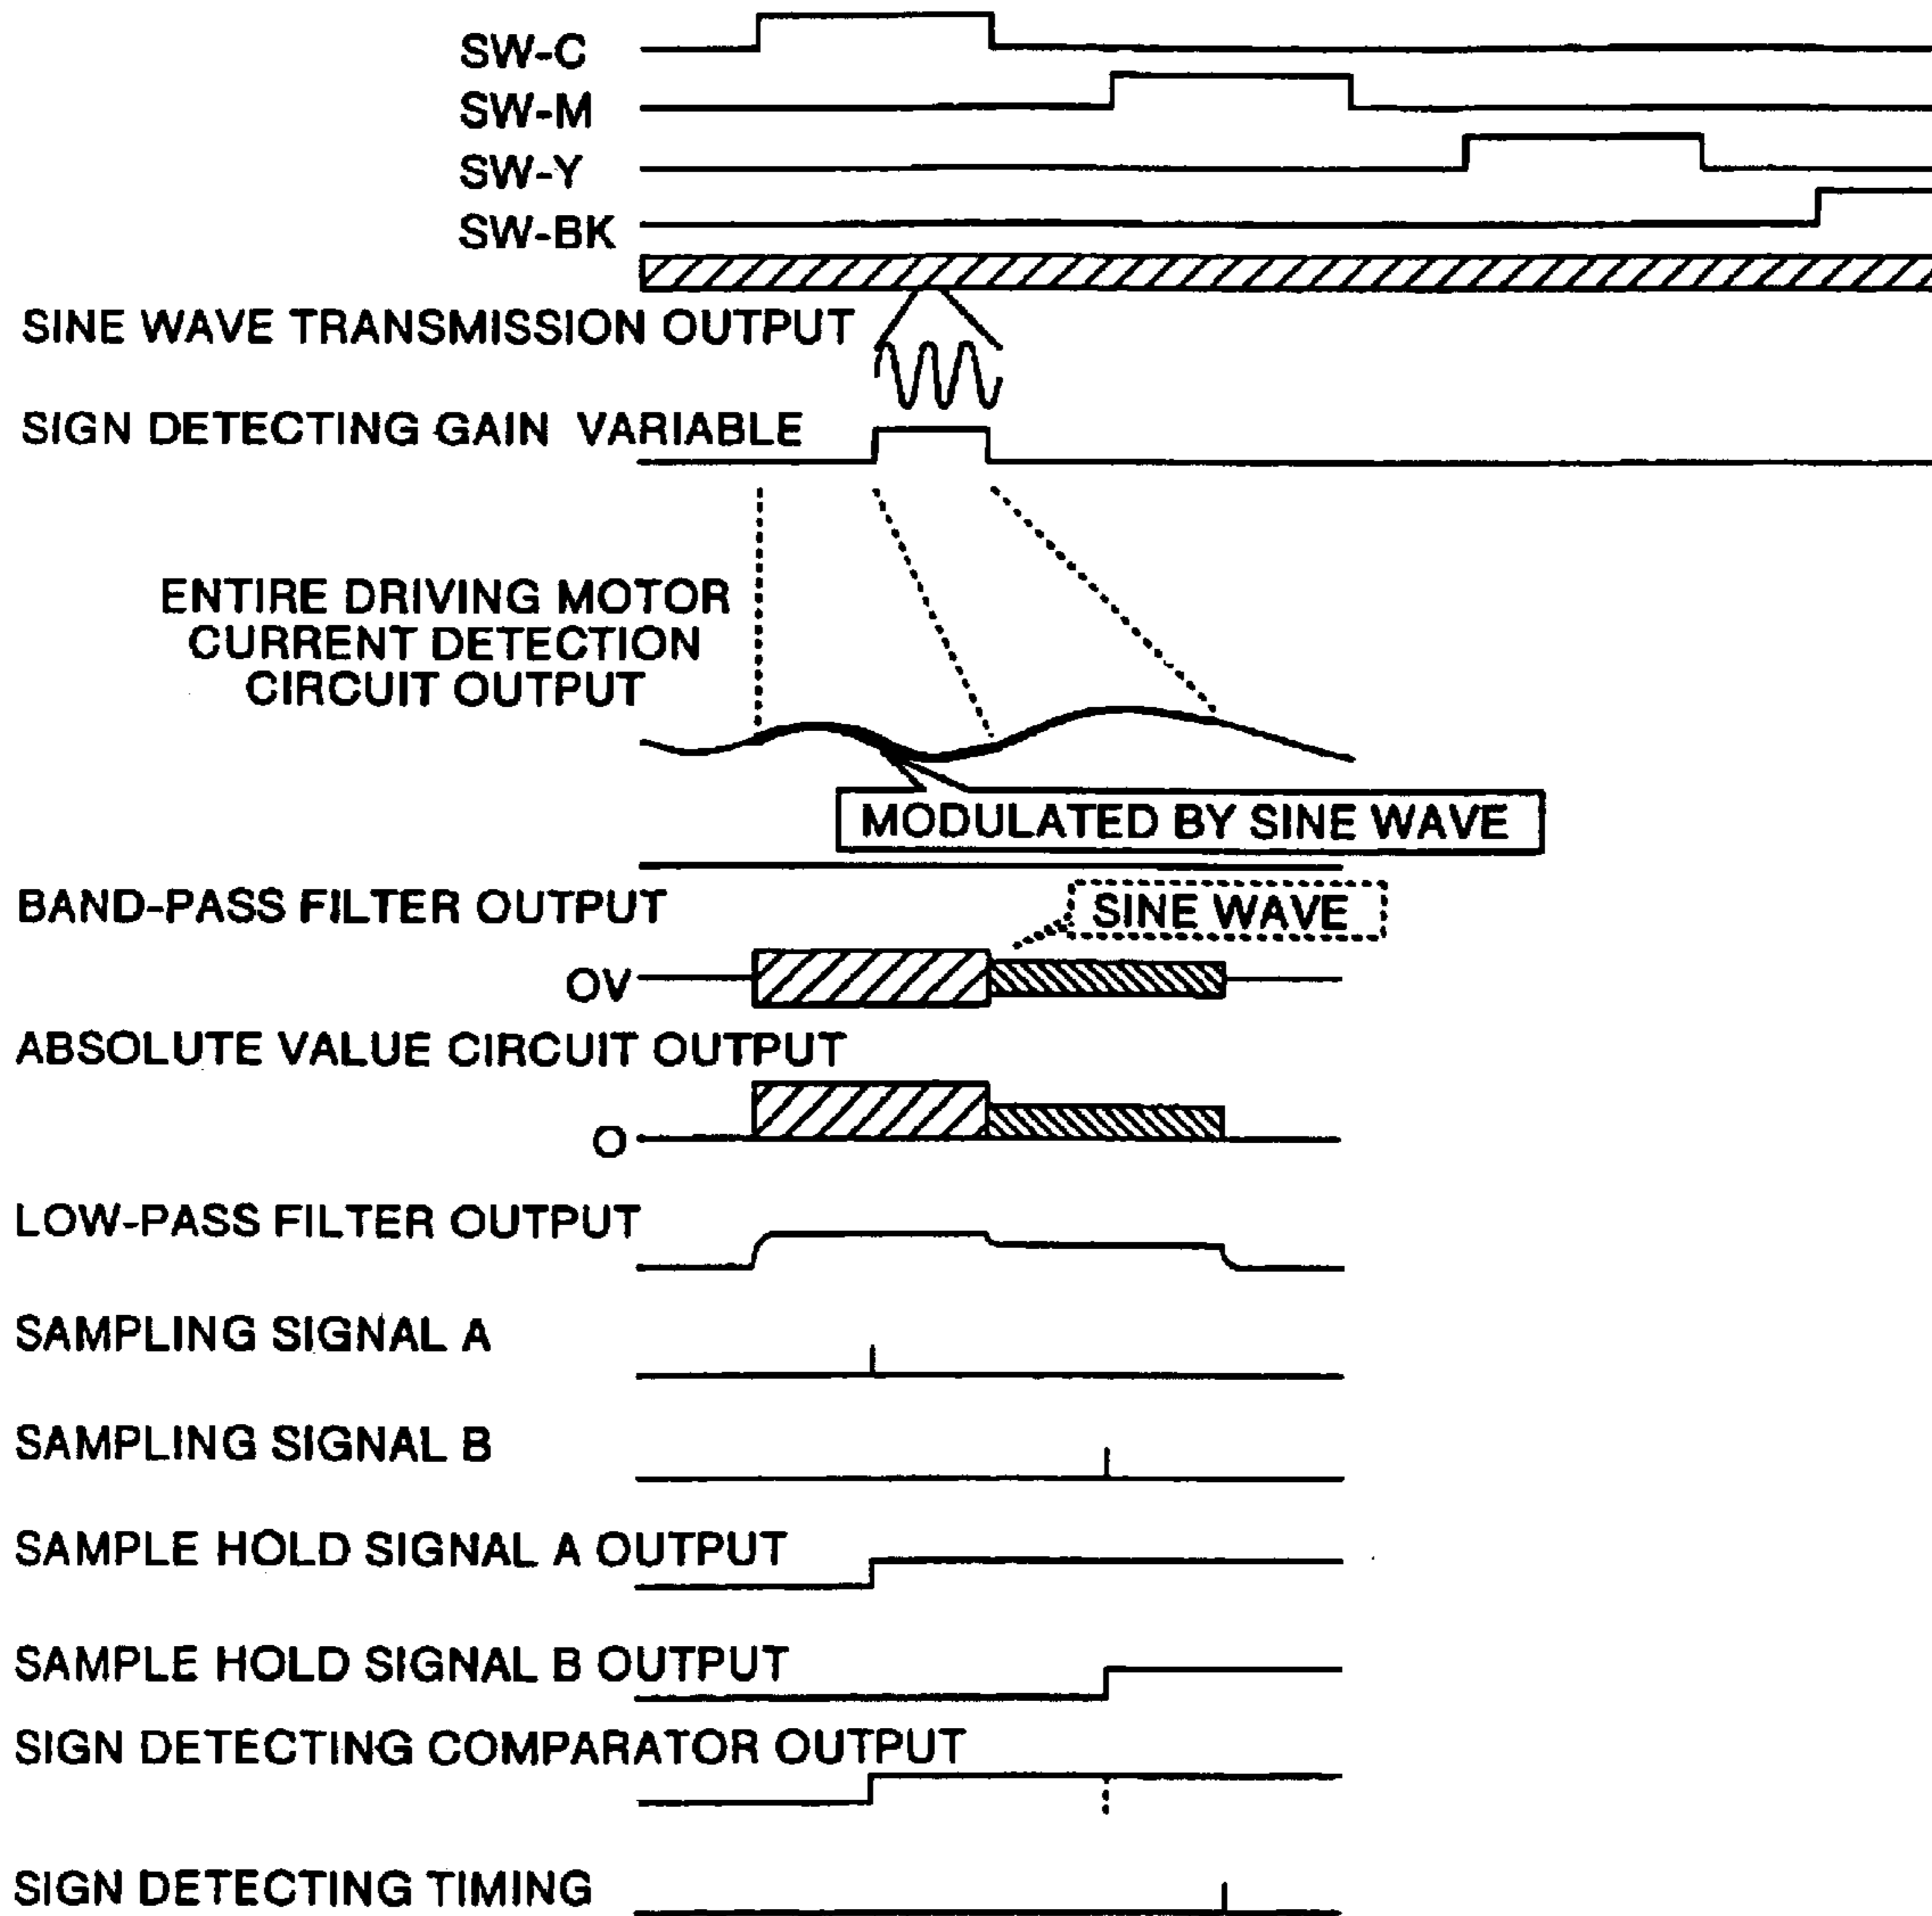 SW-C
SW-M
SW-Y
SW-BK
SINE WAVE TRANSMISSION OUTPUT
SIGN DETECTING GAIN VARIABLE
ENTIRE DRIVING MOTOR
CURRENT DETECTION
CIRCUIT OUTPUT
MODULATED BY SINE WAVE
BAND-PASS FILTER OUTPUT
SINE WAVE
OV
ABSOLUTE VALUE CIRCUIT OUTPUT
O
LOW-PASS FILTER OUTPUT
SAMPLING SIGNAL A
SAMPLING SIGNAL B
SAMPLE HOLD SIGNAL A OUTPUT
SAMPLE HOLD SIGNAL B OUTPUT
SIGN DETECTING COMPARATOR OUTPUT
SIGN DETECTING TIMING